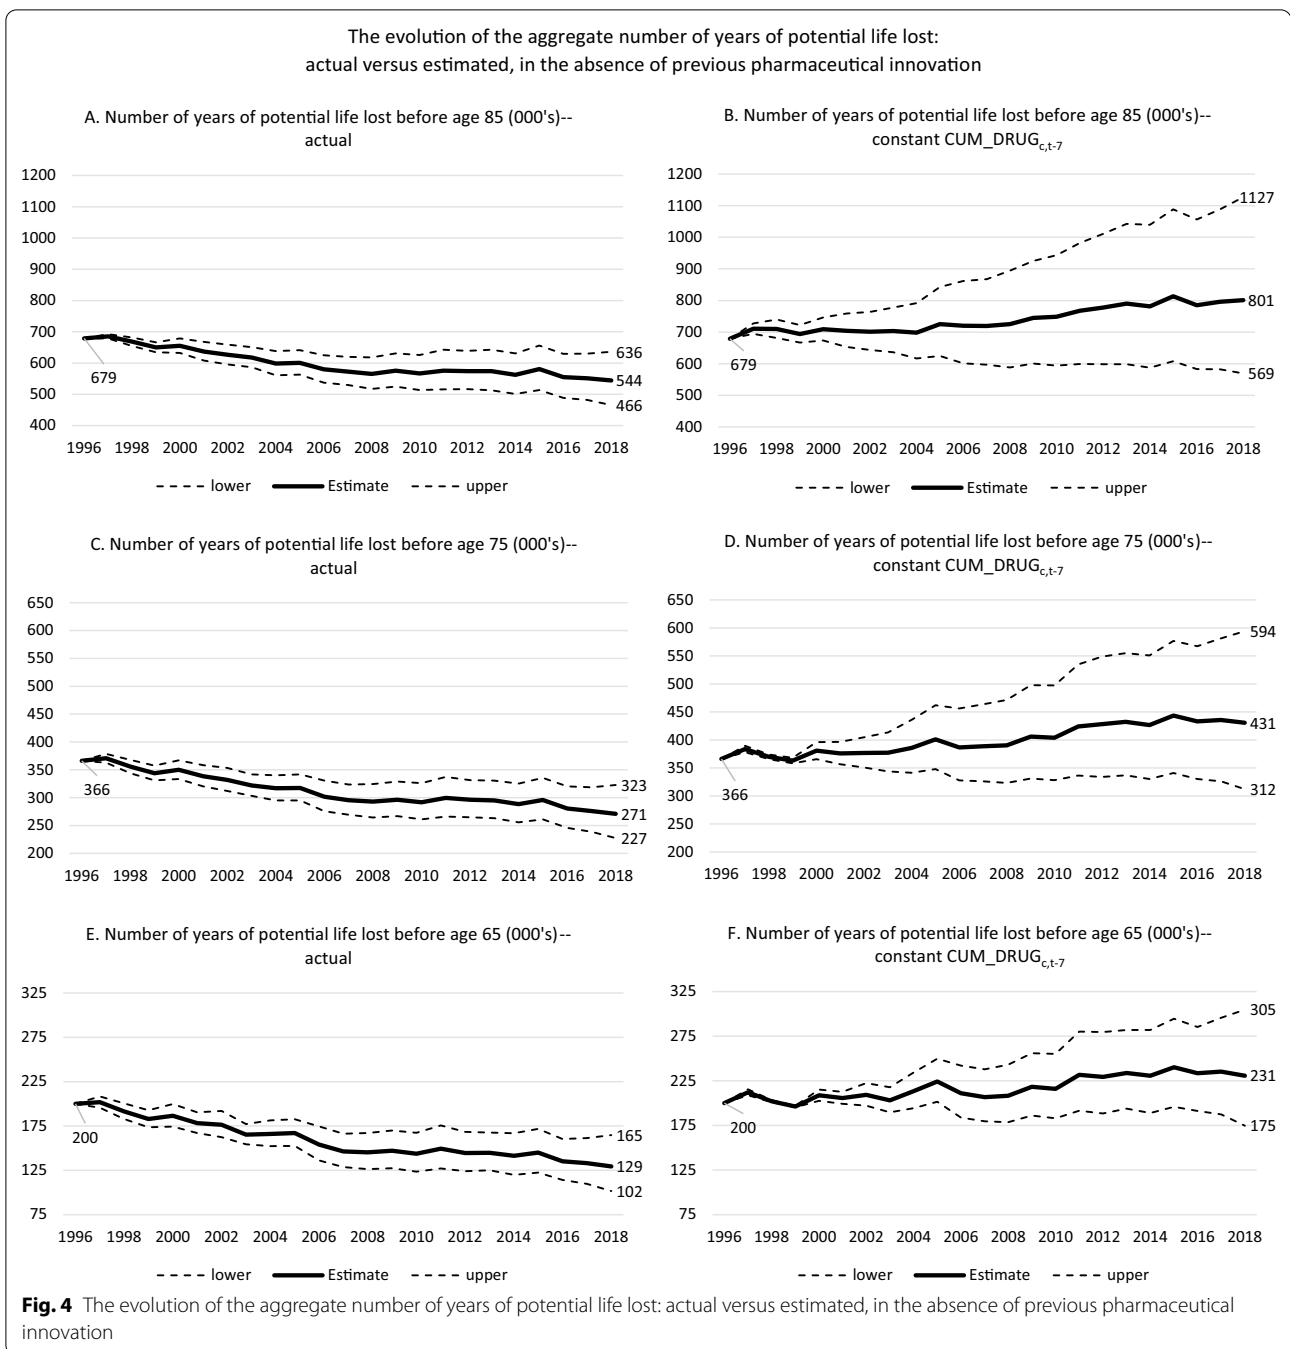 The evolution of the aggregate number of years of potential life lost:
actual versus estimated, in the absence of previous pharmaceutical innovation
A. Number of years of potential life lost before age 85 (000's)--
actual
1200
1100
1000
900
800
700
600
500
400
679
636
544
466
1996 1998 2000 2002 2004 2006 2008 2010 2012 2014 2016 2018
lower Estimate upper
B. Number of years of potential life lost before age 85 (000's)--
constant CUM_DRUGc,t-7
1200
1100
1000
900
800
700
600
500
400
679
1127
801
569
1996 1998 2000 2002 2004 2006 2008 2010 2012 2014 2016 2018
lower Estimate upper
C. Number of years of potential life lost before age 75 (000's)--
actual
650
600
550
500
450
400
350
300
250
200
366
323
271
227
1996 1998 2000 2002 2004 2006 2008 2010 2012 2014 2016 2018
D. Number of years of potential life lost before age 75 (000's)--
constant CUM_DRUGc,t-7
650
600
550
500
450
400
350
300
250
200
366
594
431
312
1996 1998 2000 2002 2004 2006 2008 2010 2012 2014 2016 2018
E. Number of years of potential life lost before age 65 (000's)--
actual
325
275
225
175
125
75
200
165
129
102
1996 1998 2000 2002 2004 2006 2008 2010 2012 2014 2016 2018
lower Estimate upper
F. Number of years of potential life lost before age 65 (000's)--
constant CUM_DRUGc,t-7
325
275
225
175
125
75
200
305
231
175
1996 1998 2000 2002 2004 2006 2008 2010 2012 2014 2016 2018
lower Estimate upper
Fig. 4 The evolution of the aggregate number of years of potential life lost: actual versus estimated, in the absence of previous pharmaceutical
innovation